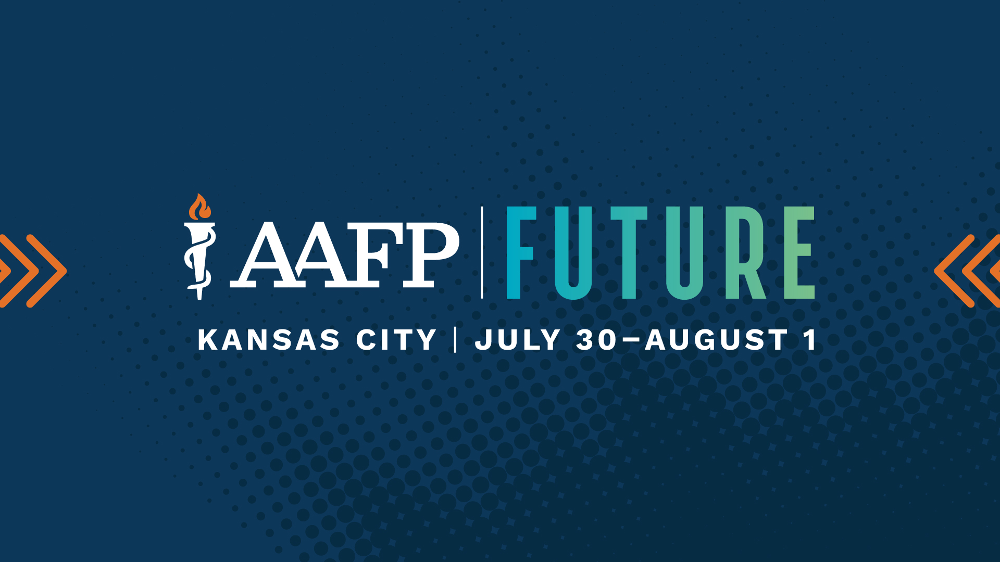 AAFP | FUTURE
KANSAS CITY | JULY 30–AUGUST 1